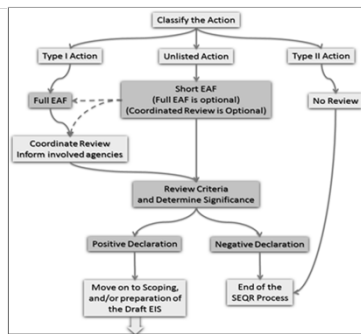 Classify the Action
Type I Action
Unlisted Action
Type II Action
Full EAF
Short EAF
(Full EAF is optional)
(Coordinated Review is Optional)
No Review
Coordinate Review
Inform involved agencies
Review Criteria
and Determine Significance
Positive Declaration
Negative Declaration
Move on to Scoping,
and/or preparation of
the Draft EIS
End of the
SEQR Process